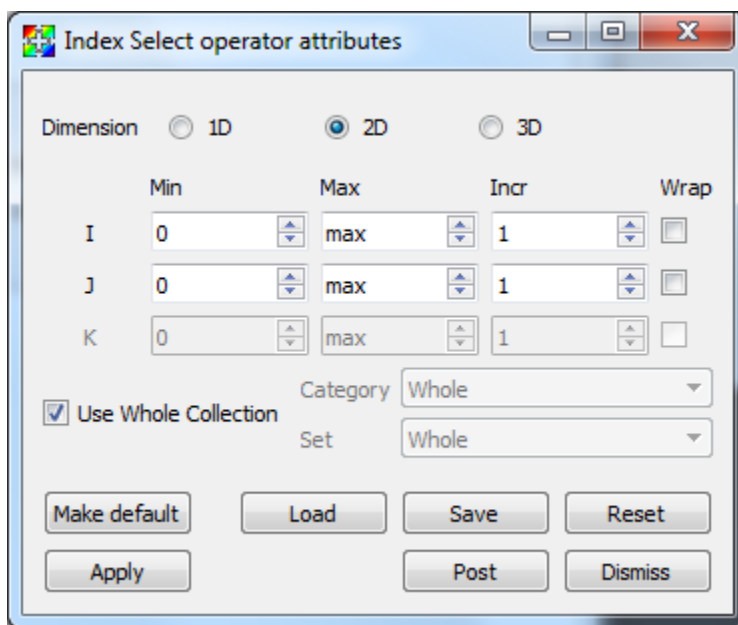 Index Select operator attributes
Dimension 1D 2D 3D
Min Max Incr Wrap
I 0 max 1
J 0 max 1
K 0 max 1
Category Whole
Use Whole Collection
Set Whole
Make default Load Save Reset
Apply Post Dismiss